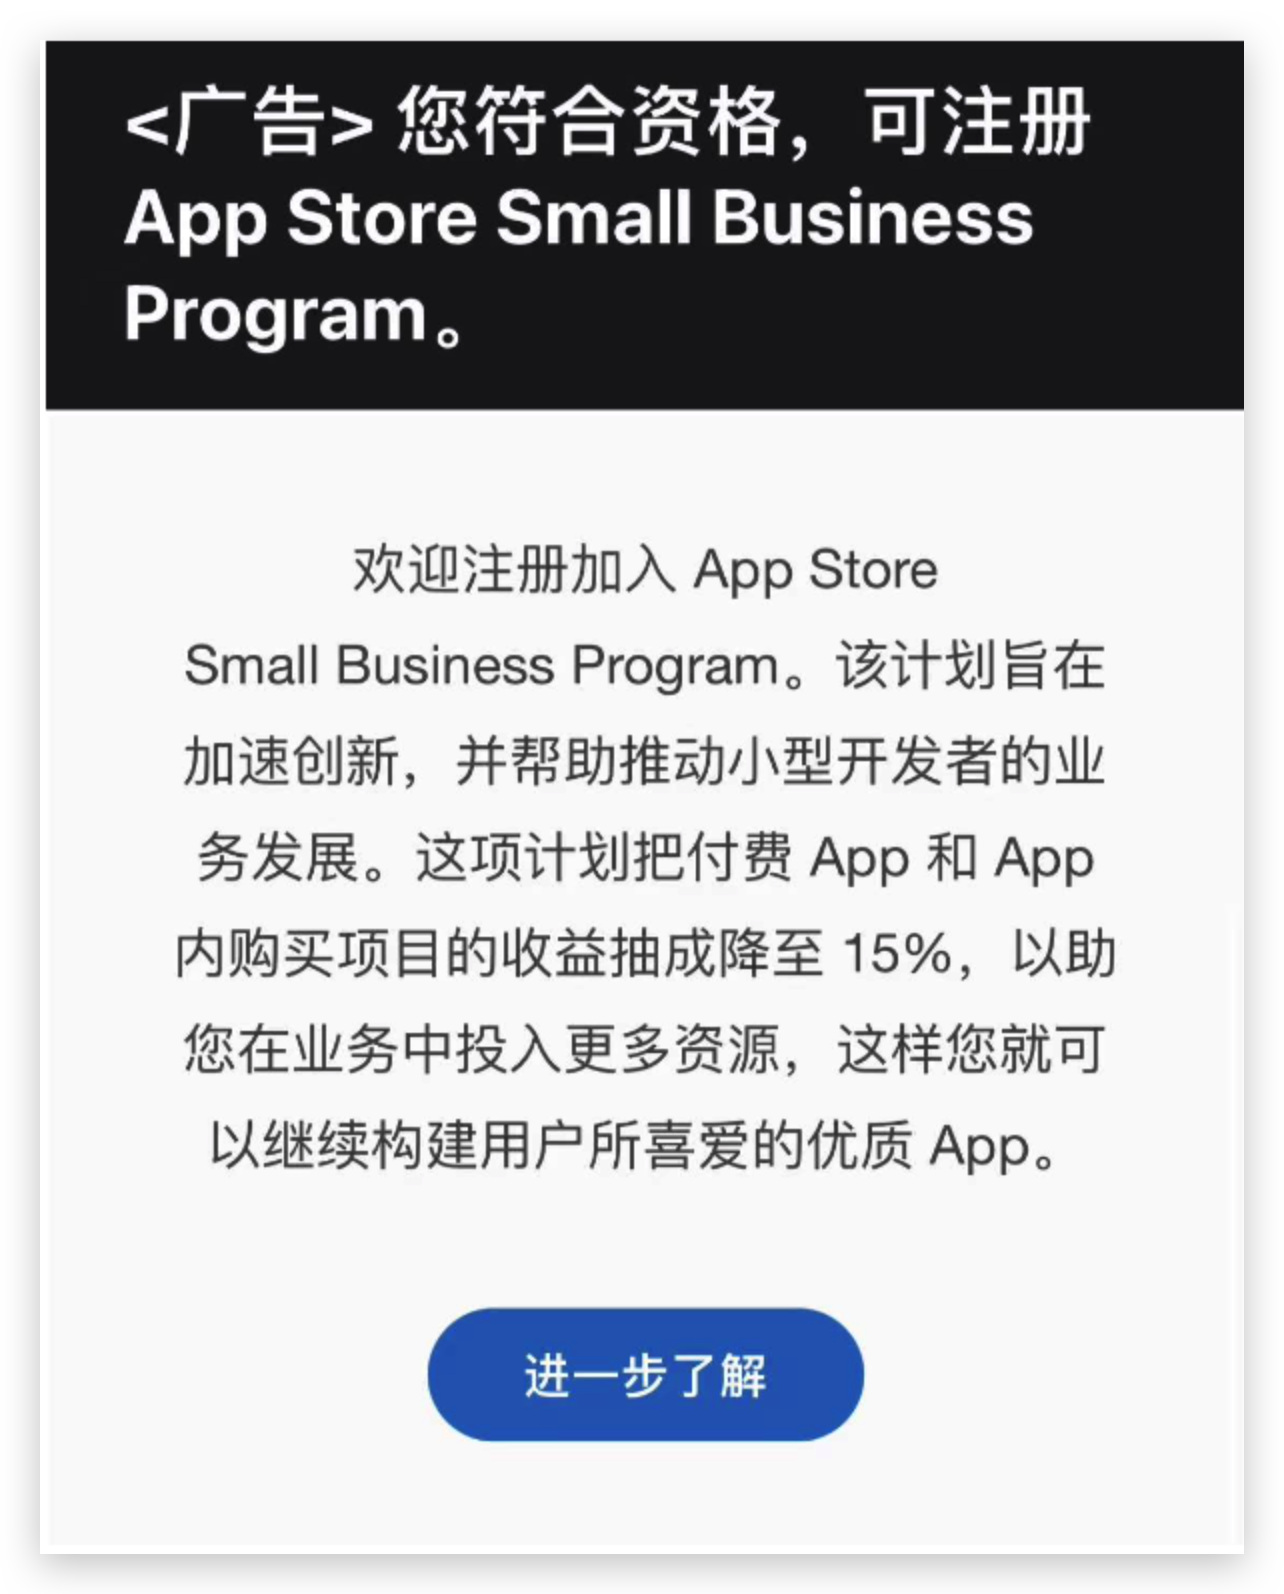 <广告> 您符合资格，可注册
App Store Small Business
Program。
欢迎注册加入 App Store
Small Business Program。该计划旨在
加速创新，并帮助推动小型开发者的业
务发展。这项计划把付费 App 和 App
内购买项目的收益抽成降至 15%，以助
您在业务中投入更多资源，这样您就可
以继续构建用户所喜爱的优质 App。
进一步了解